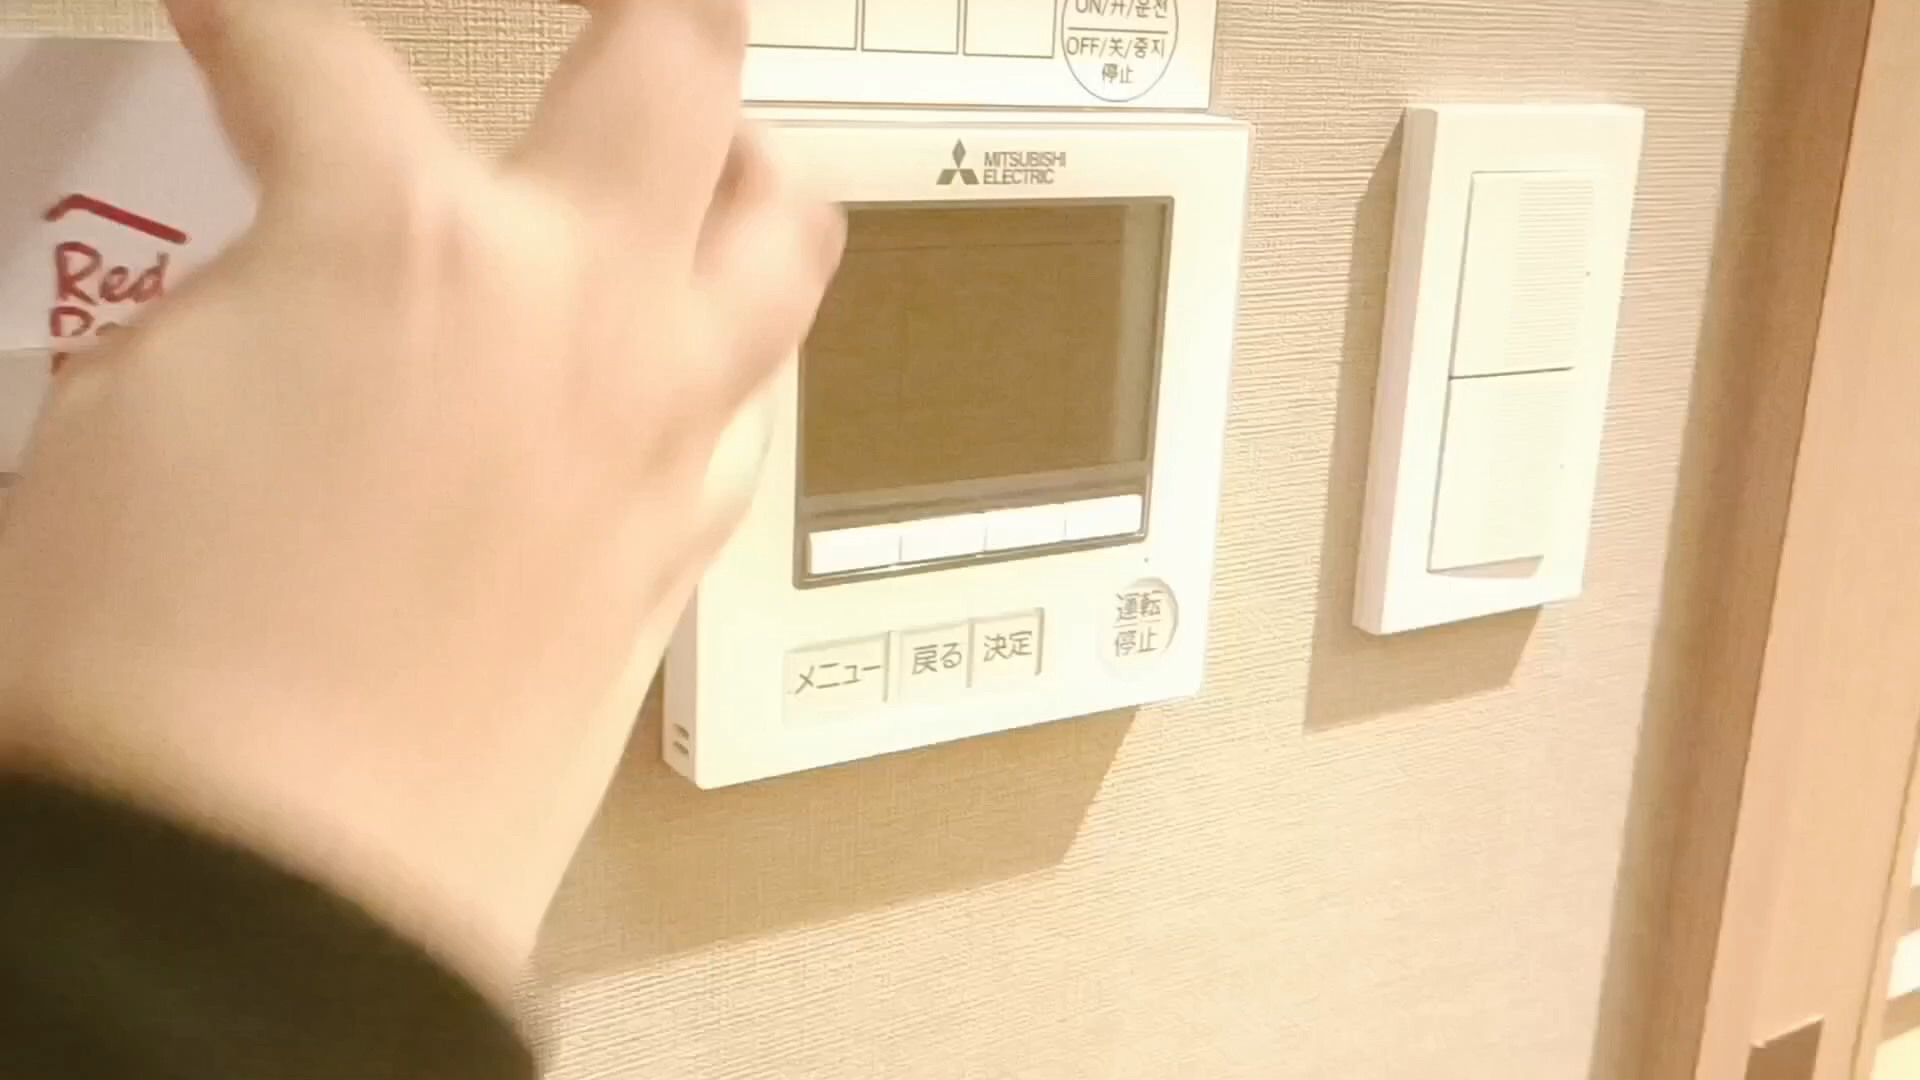 ON/开/운전
OFF/关/중지
停止
MITSUBISHI
ELECTRIC
Red
メニュー
戻る
決定
運転
停止